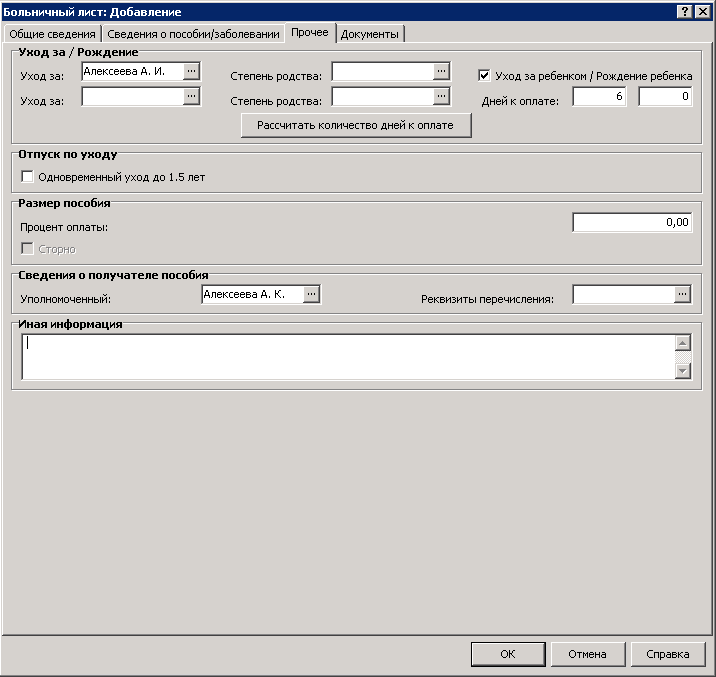 Больничный лист: Добавление
Общие сведения Сведения о пособии/заболевании Прочее Документы
Уход за / Рождение
Уход за: Алексеева А. И. ... Степень родства: ... Уход за ребенком / Рождение ребенка
Уход за: ... Степень родства: ... Дней к оплате: 6 0
Рассчитать количество дней к оплате
Отпуск по уходу
Одновременный уход до 1.5 лет
Размер пособия
Процент оплаты: 0,00
Сторно
Сведения о получателе пособия
Уполномоченный: Алексеева А. К. ... Реквизиты перечисления: ...
Иная информация
ОК Отмена Справка